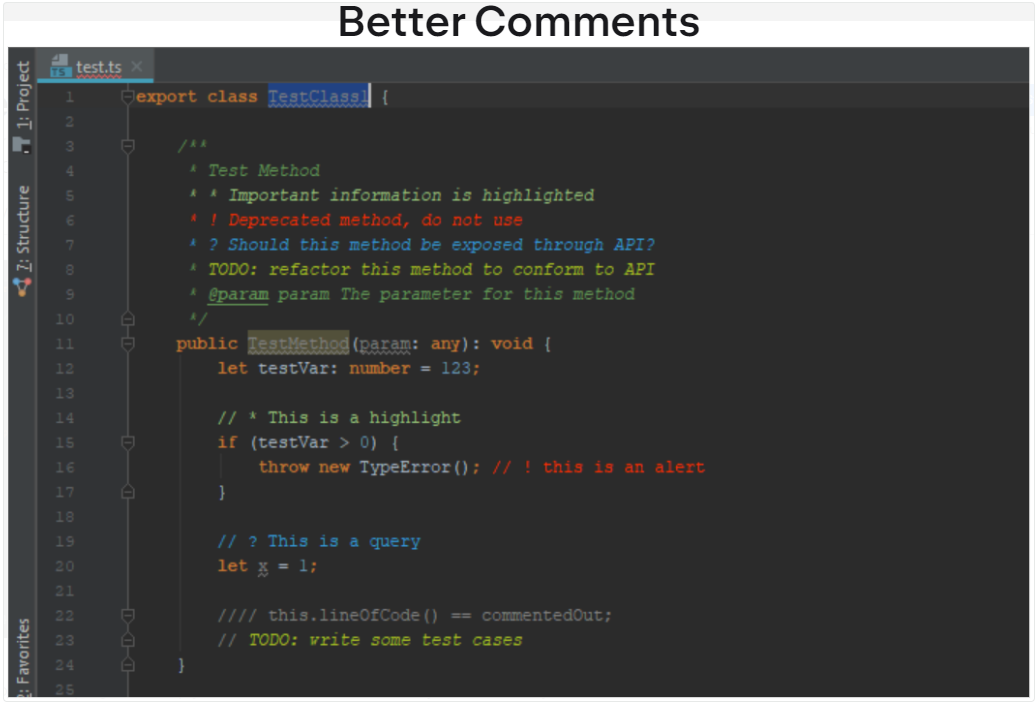 Better Comments
test.ts
1: Project
7: Structure
2: Favorites
1 export class TestClass1 {
2
3 /**
4 * Test Method
5 * * Important information is highlighted
6 * ! Deprecated method, do not use
7 * ? Should this method be exposed through API?
8 * TODO: refactor this method to conform to API
9 * @param param The parameter for this method
10 */
11 public TestMethod(param: any): void {
12 let testVar: number = 123;
13
14 // * This is a highlight
15 if (testVar > 0) {
16 throw new TypeError(); // ! this is an alert
17 }
18
19 // ? This is a query
20 let x = 1;
21
22 //// this.lineOfCode() == commentedOut;
23 // TODO: write some test cases
24 }
25